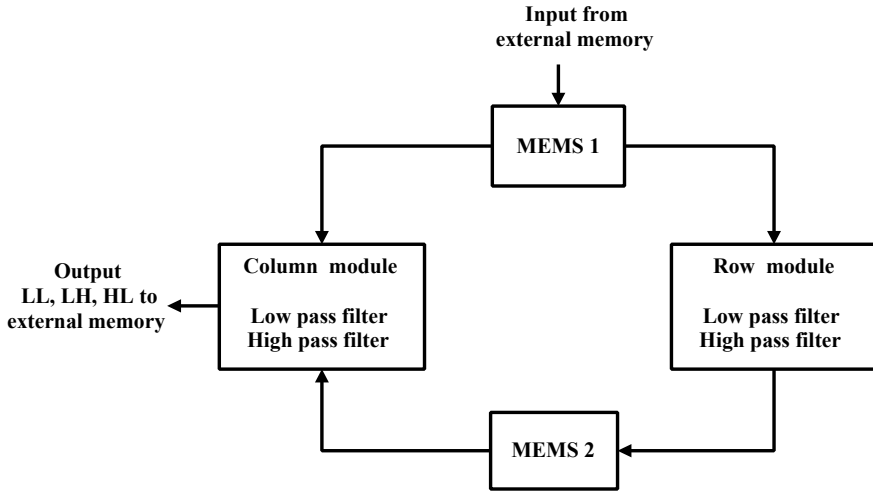 Input from
external memory
MEMS 1
Column module
Low pass filter
High pass filter
Row module
Low pass filter
High pass filter
Output
LL, LH, HL to
external memory
MEMS 2